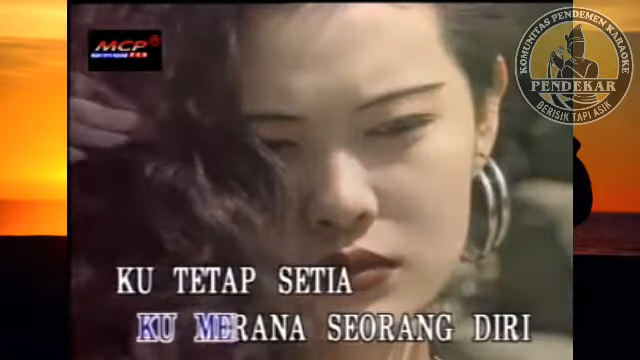 MCP
KOMUNITAS PENDEMEN KARAOKE
PENDEKAR
BERISIK TAPI ASIK
KU TETAP SETIA
KU MERANA SEORANG DIRI